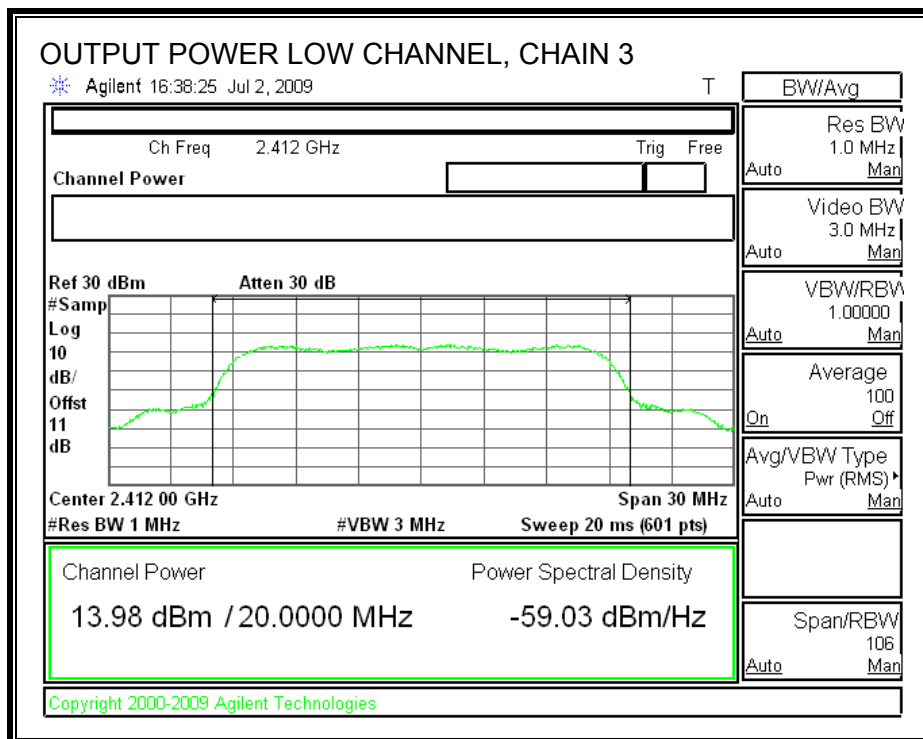 OUTPUT POWER LOW CHANNEL, CHAIN 3
Agilent 16:38:25 Jul 2, 2009 T
BW/Avg
Ch Freq 2.412 GHz Trig Free
Channel Power
Res BW
1.0 MHz
Auto Man
Video BW
3.0 MHz
Auto Man
VBW/RBW
1.00000
Auto Man
Average
100
On Off
Avg/VBW Type
Pwr (RMS)
Auto Man
Span/RBW
106
Auto Man
Ref 30 dBm Atten 30 dB
#Samp
Log
10
dB/
Offst
11
dB
Center 2.412 00 GHz Span 30 MHz
#Res BW 1 MHz #VBW 3 MHz Sweep 20 ms (601 pts)
Channel Power Power Spectral Density
13.98 dBm / 20.0000 MHz -59.03 dBm/Hz
Copyright 2000-2009 Agilent Technologies